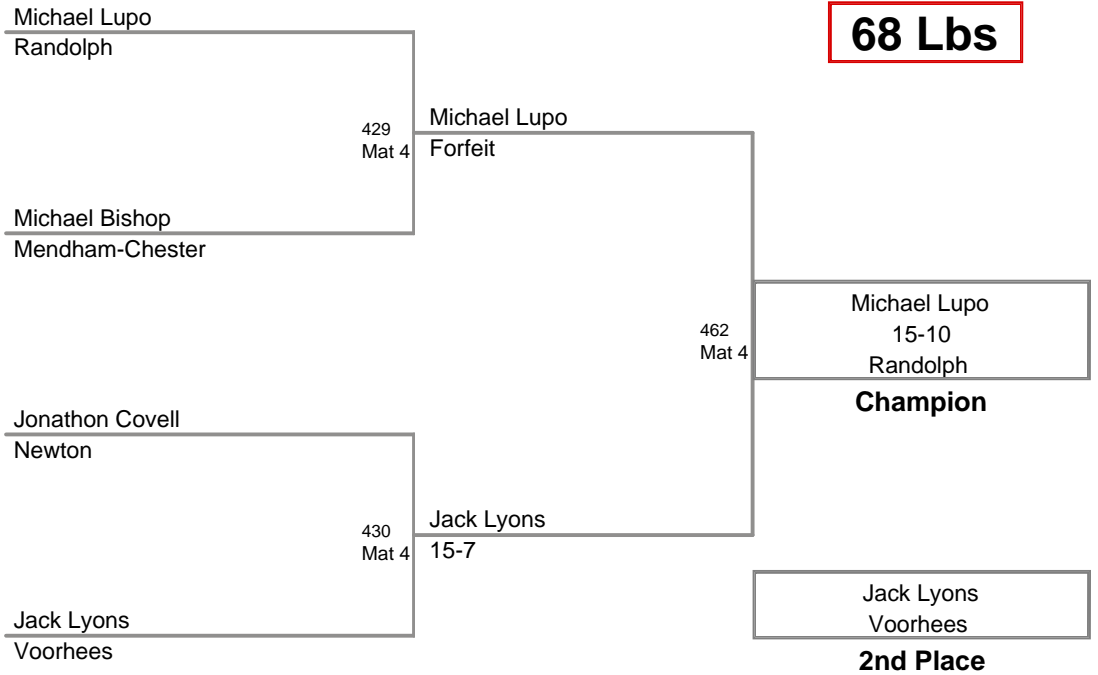 Michael Lupo
Randolph
68 Lbs
429
Mat 4
Michael Lupo
Forfeit
Michael Bishop
Mendham-Chester
462
Mat 4
Michael Lupo
15-10
Randolph
Champion
Jonathon Covell
Newton
430
Mat 4
Jack Lyons
15-7
Jack Lyons
Voorhees
Jack Lyons
Voorhees
2nd Place